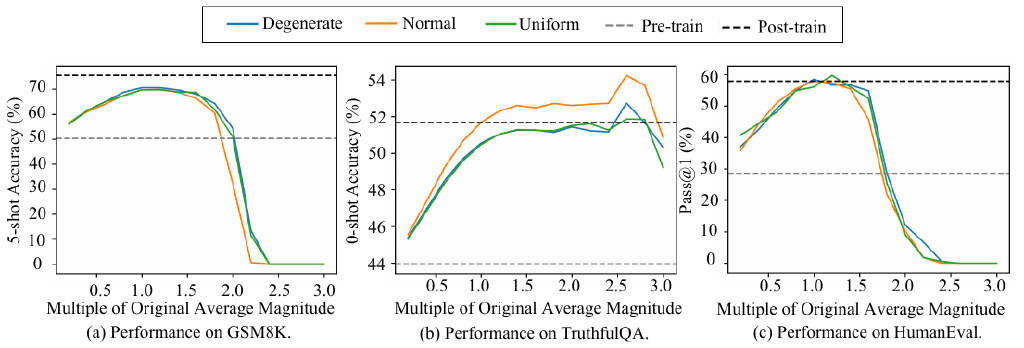 Degenerate Normal Uniform Pre-train Post-train
5-shot Accuracy (%)
70
60
50
40
30
20
10
0
0.5 1.0 1.5 2.0 2.5 3.0
Multiple of Original Average Magnitude
(a) Performance on GSM8K.
0-shot Accuracy (%)
54
52
50
48
46
44
0.5 1.0 1.5 2.0 2.5 3.0
Multiple of Original Average Magnitude
(b) Performance on TruthfulQA.
Pass@1 (%)
60
50
40
30
20
10
0
0.5 1.0 1.5 2.0 2.5 3.0
Multiple of Original Average Magnitude
(c) Performance on HumanEval.